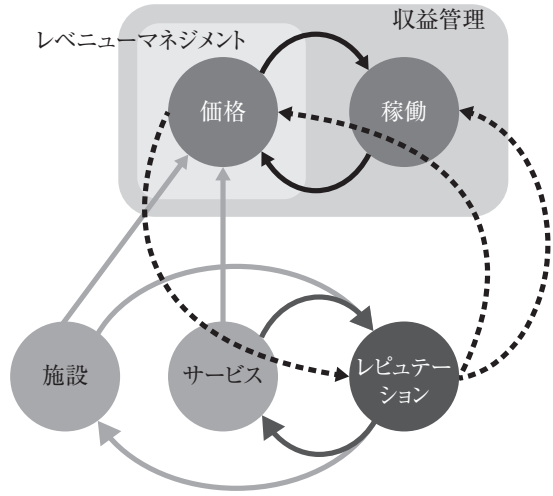 収益管理
レベニューマネジメント
価格
稼働
施設
サービス
レピュテー
ション